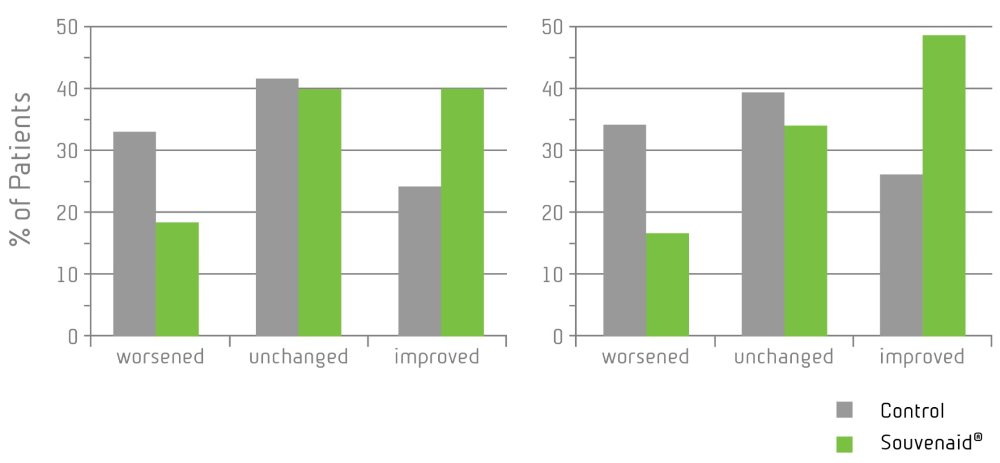 % of Patients
50
40
30
20
10
0
worsened unchanged improved
50
40
30
20
10
0
worsened unchanged improved
Control
Souvenaid®